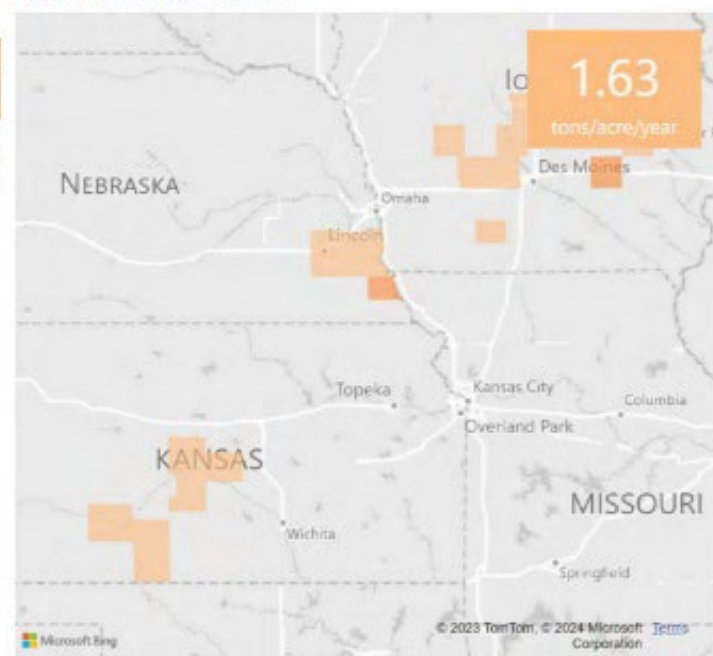 1.63
tons/acre/year
NEBRASKA
Des Moines
Omaha
Lincoln
Topeka
Kansas City
Columbia
Overland Park
KANSAS
MISSOURI
Wichita
Springfield
Microsoft Bing
© 2023 TomTom, © 2024 Microsoft Terms
Corporation